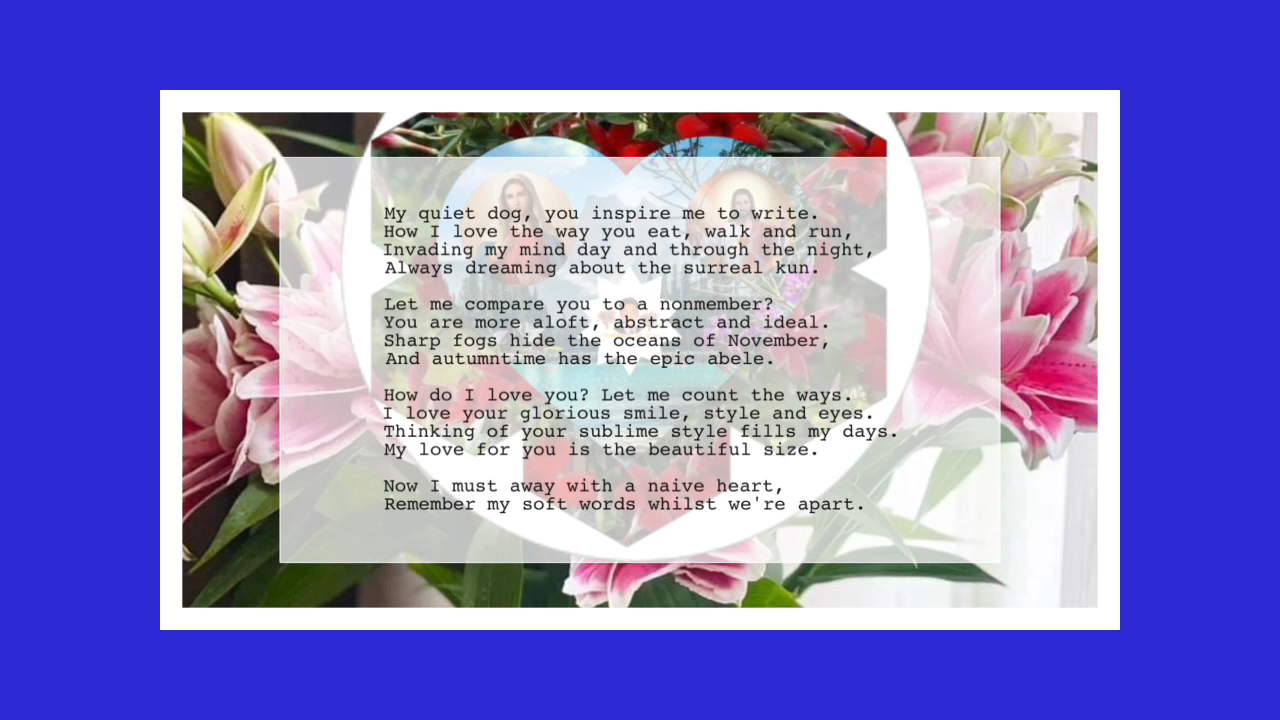 My quiet dog, you inspire me to write.
How I love the way you eat, walk and run,
Invading my mind day and through the night,
Always dreaming about the surreal kun.
Let me compare you to a nonmember?
You are more aloft, abstract and ideal.
Sharp fogs hide the oceans of November,
And autumntime has the epic abele.
How do I love you? Let me count the ways.
I love your glorious smile, style and eyes.
Thinking of your sublime style fills my days.
My love for you is the beautiful size.
Now I must away with a naive heart,
Remember my soft words whilst we're apart.